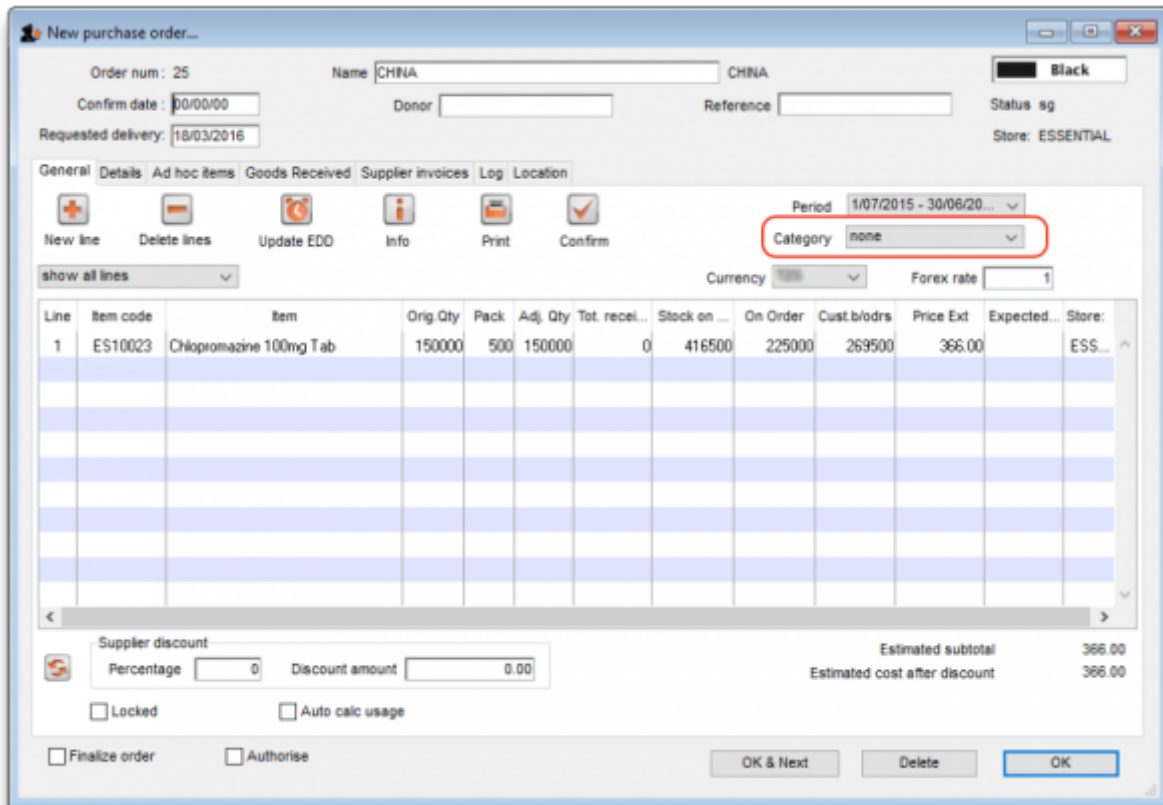 New purchase order...
Order num : 25
Name CHINA
CHINA
Black
Confirm date : 00/00/00
Donor
Reference
Status sg
Requested delivery: 18/03/2016
Store: ESSENTIAL
General Details Ad hoc items Goods Received Supplier invoices Log Location
New line
Delete lines
Update EDD
Info
Print
Confirm
Period 1/07/2015 - 30/06/20...
Category none
show all lines
Currency
Forex rate 1
Line Item code Item Orig.Qty Pack Adj. Qty Tot. recei... Stock on ... On Order Cust.b/odrs Price Ext Expected... Store:
1 ES10023 Chlopromazine 100mg Tab 150000 500 150000 0 416500 225000 269500 366.00 ESS...
Supplier discount
Percentage 0
Discount amount 0.00
Estimated subtotal 366.00
Estimated cost after discount 366.00
Locked
Auto calc usage
Finalize order
Authorise
OK & Next
Delete
OK